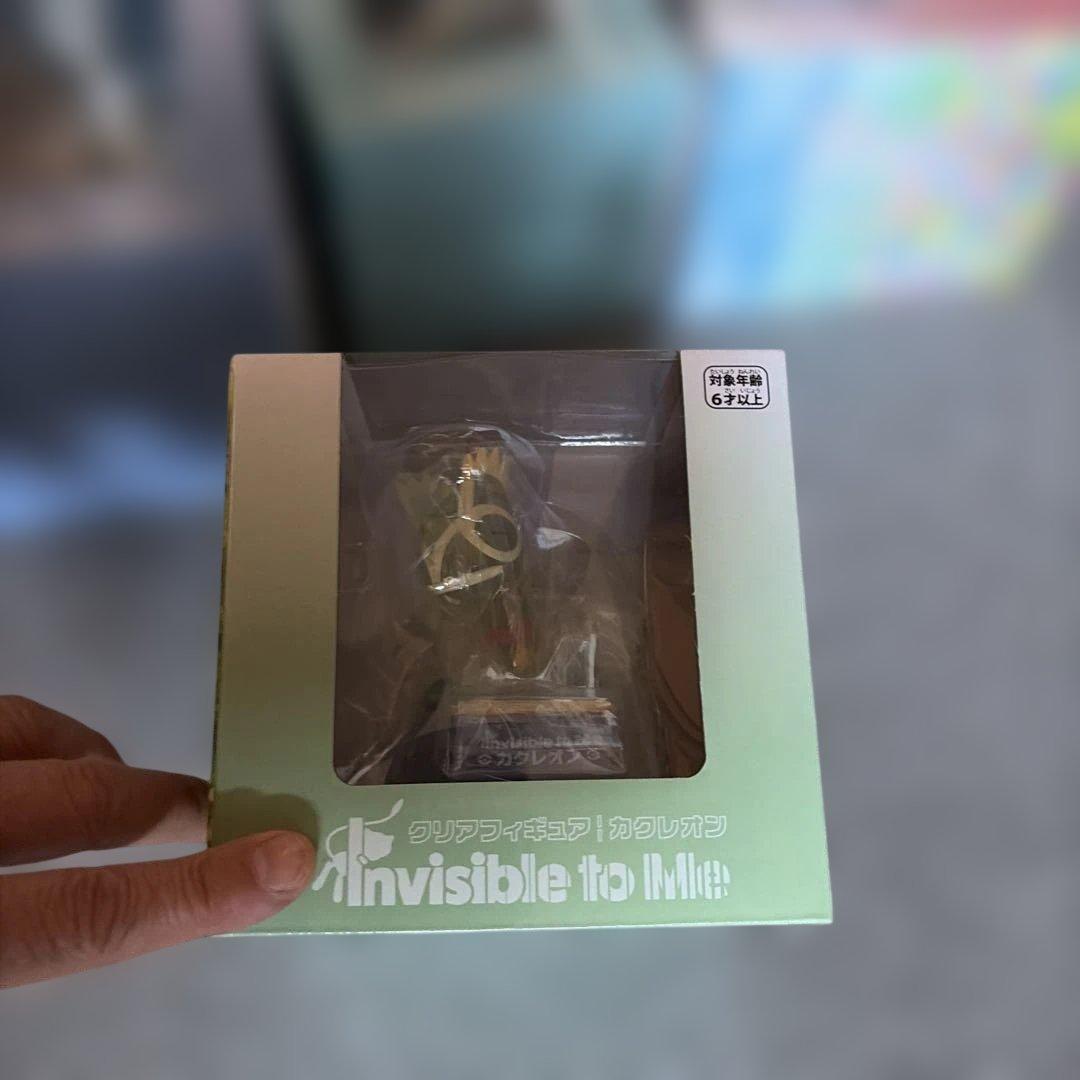 たいしょう ねんれい
対象年齢
さい いじょう
6才以上
Invisible to Me
カクレオン
クリアフィギュア カクレオン
Invisible to Me